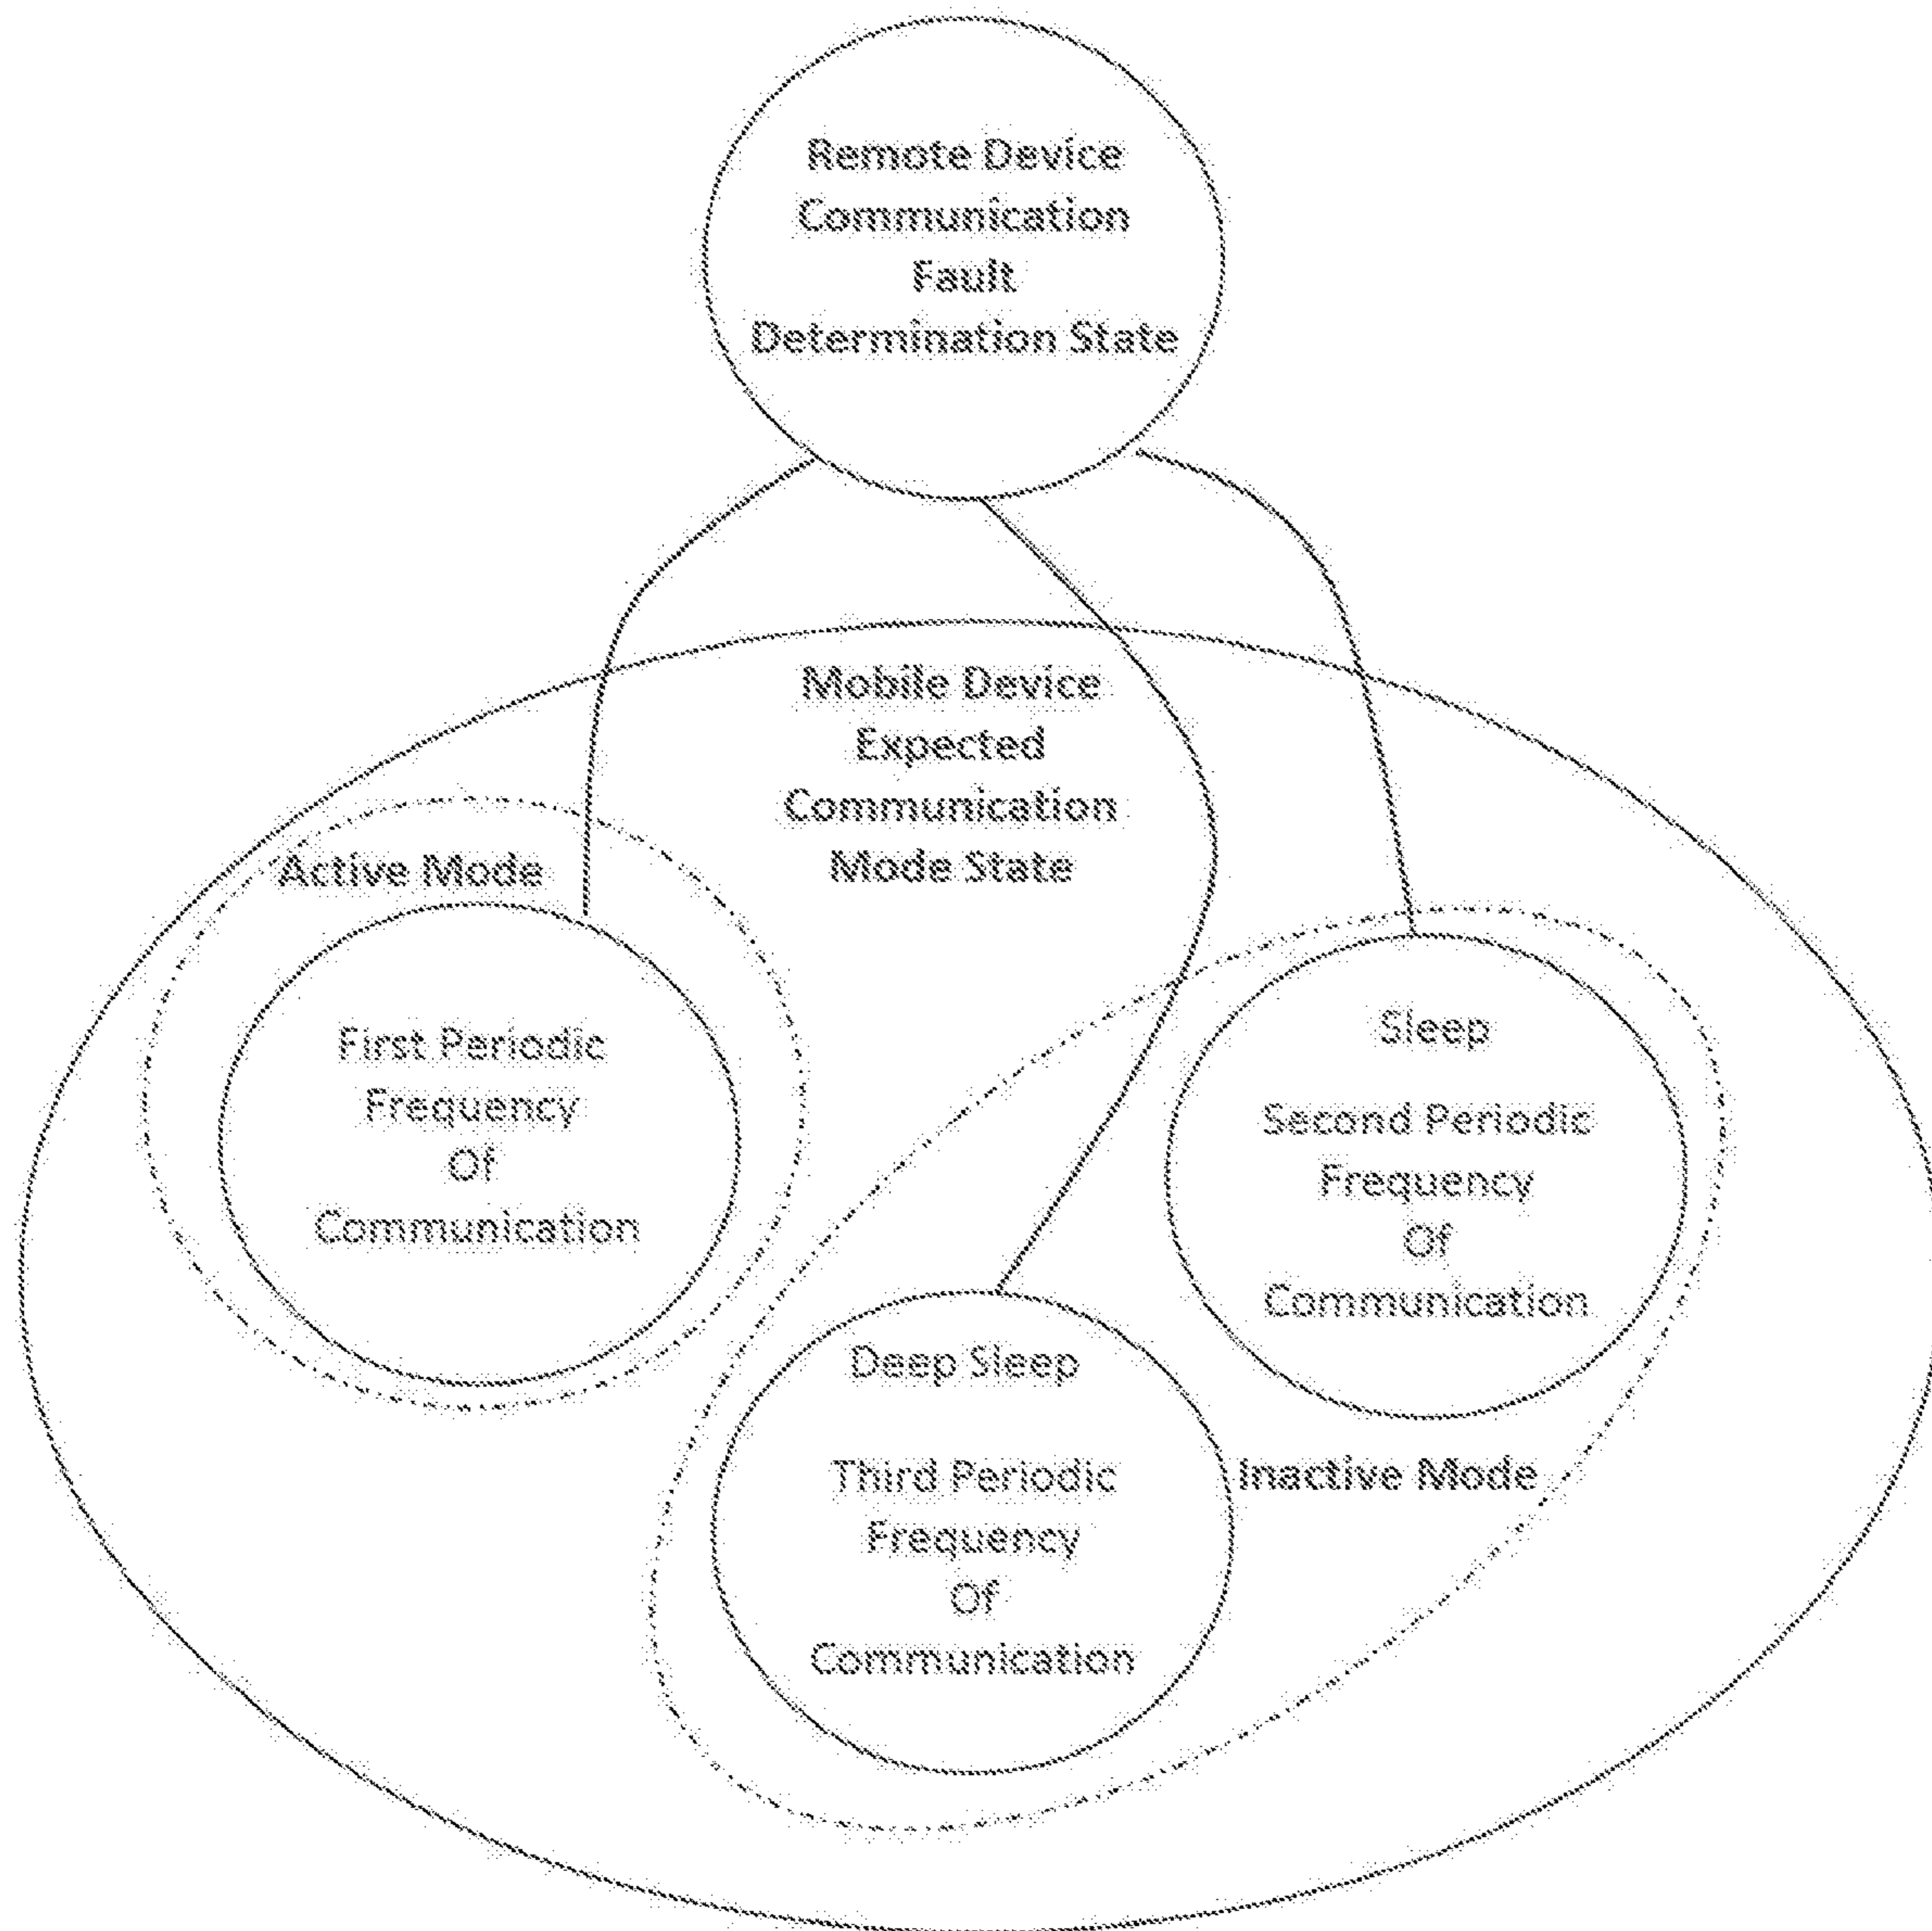 Remote Device
Communication
Fault
Determination State
Mobile Device
Expected
Communication
Mode State
Active Mode
First Periodic
Frequency
Of
Communication
Sleep
Second Periodic
Frequency
Of
Communication
Deep Sleep
Third Periodic
Frequency
Of
Communication
Inactive Mode